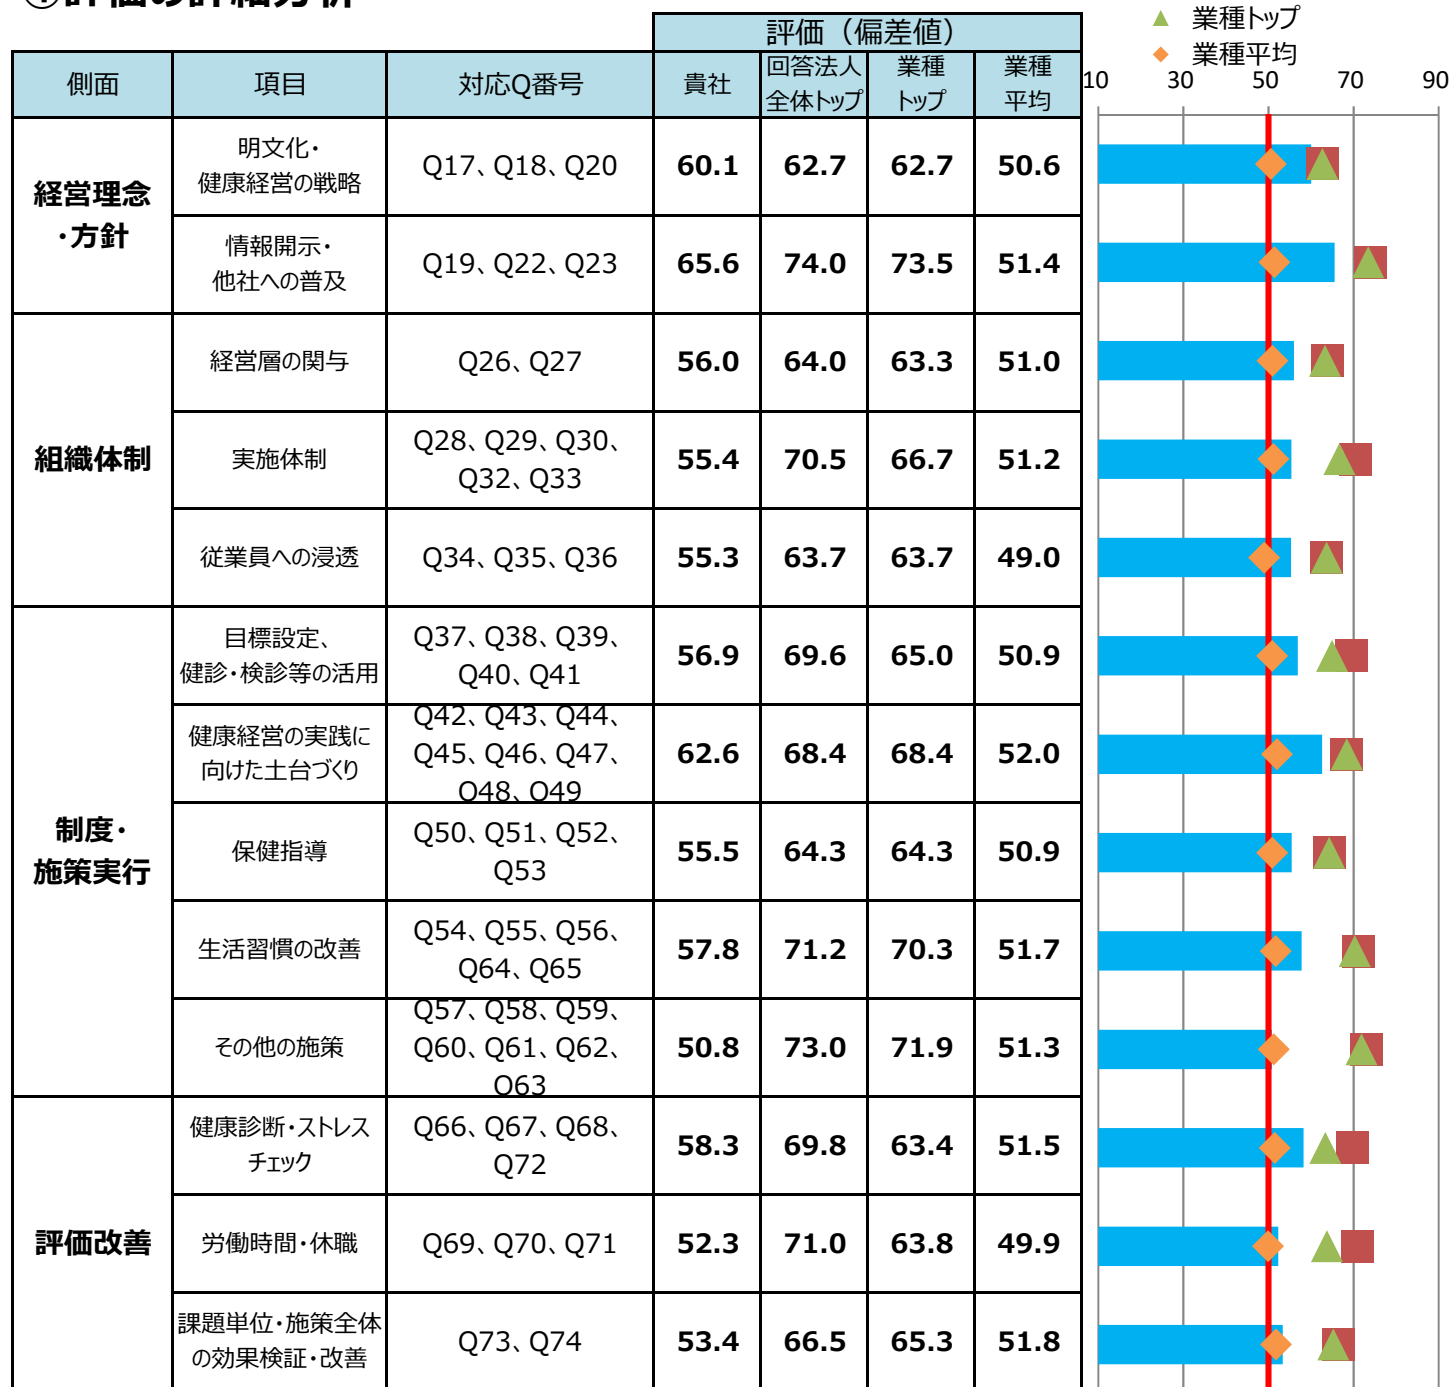 ①評価の詳細分析
▲ 業種トップ
◆ 業種平均
評価（偏差値）
側面 項目 対応Q番号 貴社 回答法人全体トップ 業種トップ 業種平均
10 30 50 70 90
経営理念
・方針
明文化・
健康経営の戦略
Q17、Q18、Q20 60.1 62.7 62.7 50.6
情報開示・
他社への普及
Q19、Q22、Q23 65.6 74.0 73.5 51.4
組織体制
経営層の関与 Q26、Q27 56.0 64.0 63.3 51.0
実施体制
Q28、Q29、Q30、
Q32、Q33
55.4 70.5 66.7 51.2
従業員への浸透 Q34、Q35、Q36 55.3 63.7 63.7 49.0
制度・
施策実行
目標設定、
健診・検診等の活用
Q37、Q38、Q39、
Q40、Q41
56.9 69.6 65.0 50.9
健康経営の実践に
向けた土台づくり
Q42、Q43、Q44、
Q45、Q46、Q47、
Q48、Q49
62.6 68.4 68.4 52.0
保健指導
Q50、Q51、Q52、
Q53
55.5 64.3 64.3 50.9
生活習慣の改善
Q54、Q55、Q56、
Q64、Q65
57.8 71.2 70.3 51.7
その他の施策
Q57、Q58、Q59、
Q60、Q61、Q62、
Q63
50.8 73.0 71.9 51.3
評価改善
健康診断・ストレス
チェック
Q66、Q67、Q68、
Q72
58.3 69.8 63.4 51.5
労働時間・休職 Q69、Q70、Q71 52.3 71.0 63.8 49.9
課題単位・施策全体
の効果検証・改善
Q73、Q74 53.4 66.5 65.3 51.8